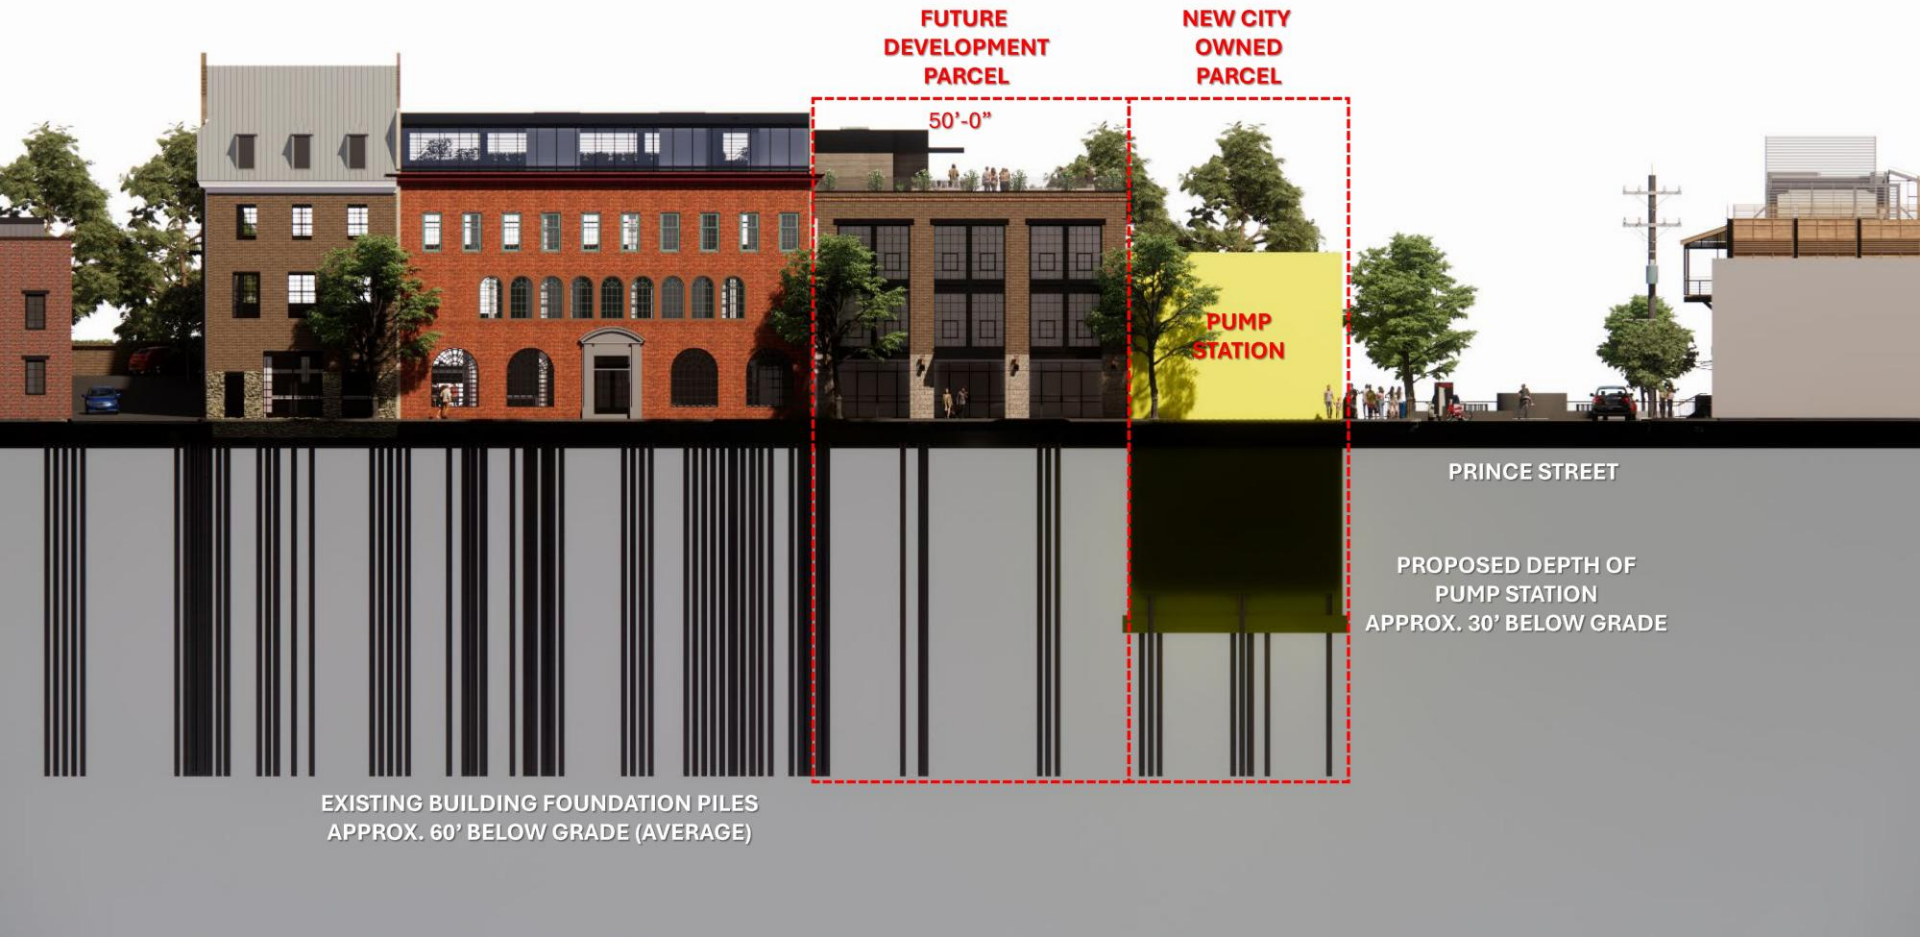 FUTURE
DEVELOPMENT
PARCEL
NEW CITY
OWNED
PARCEL
50’-0”
PUMP
STATION
PRINCE STREET
PROPOSED DEPTH OF
PUMP STATION
APPROX. 30’ BELOW GRADE
EXISTING BUILDING FOUNDATION PILES
APPROX. 60’ BELOW GRADE (AVERAGE)